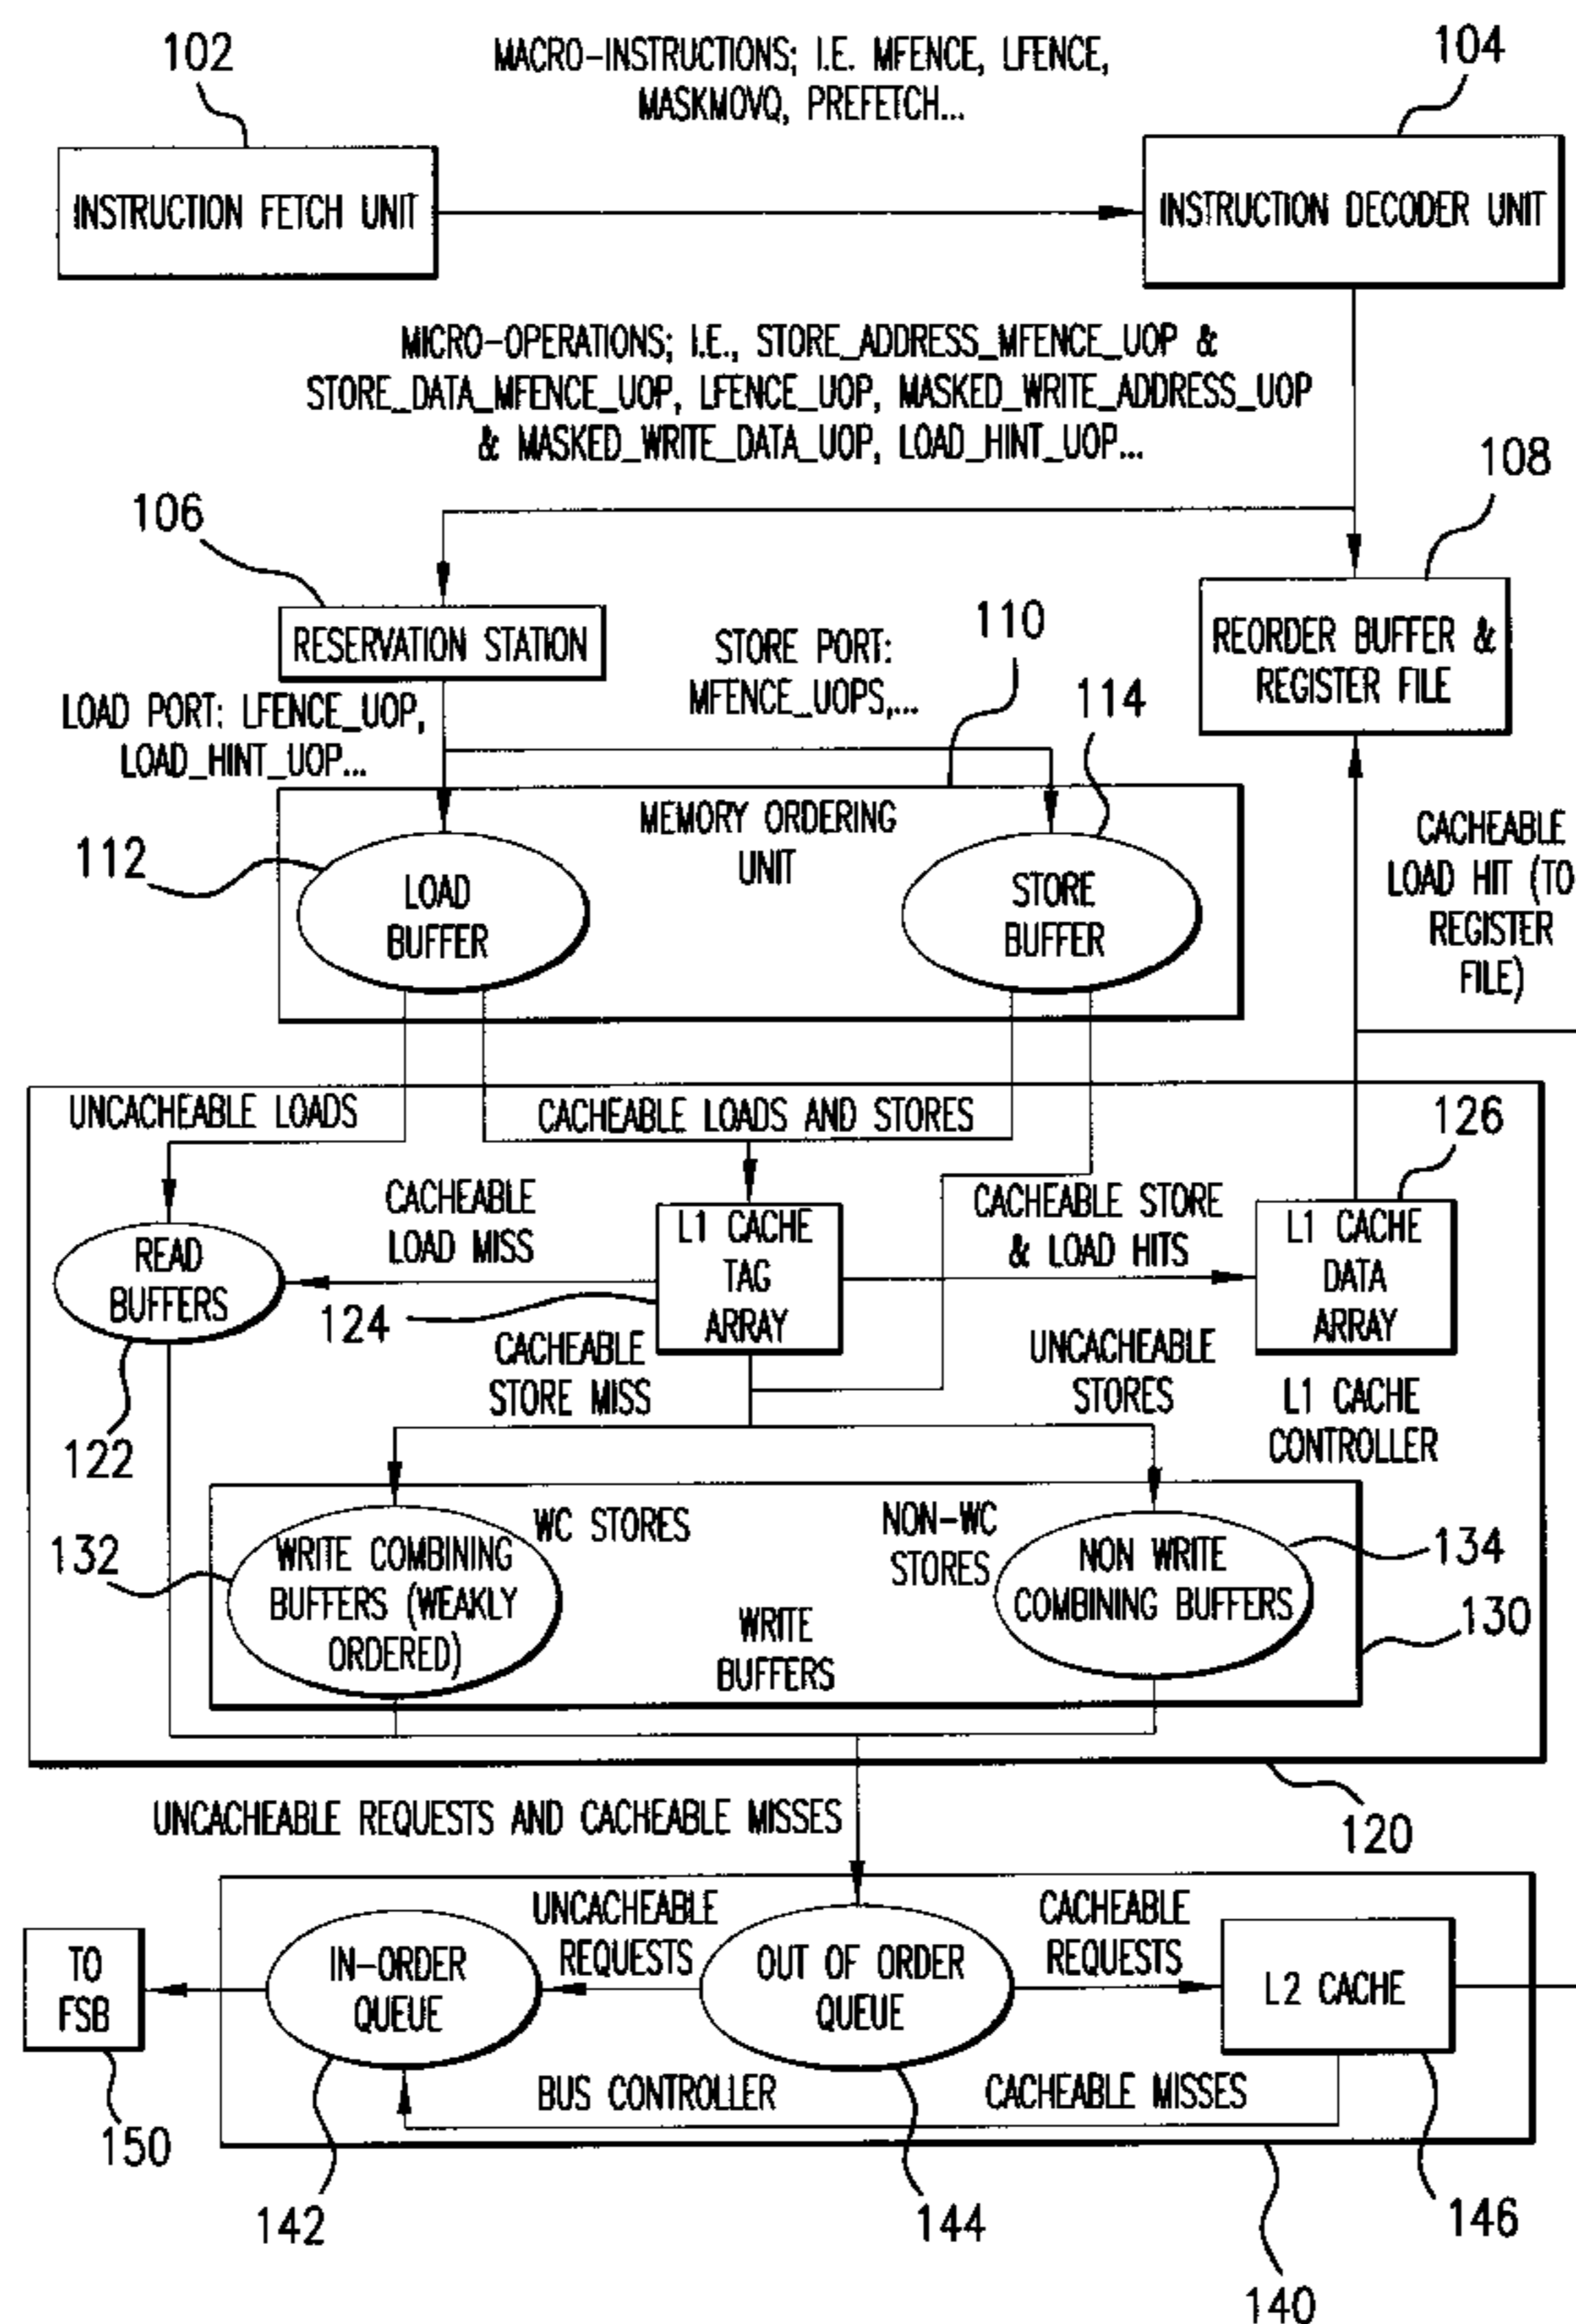 102
MACRO-INSTRUCTIONS; I.E. MFENCE, LFENCE,
MASKMOVQ, PREFETCH...
104
INSTRUCTION FETCH UNIT
INSTRUCTION DECODER UNIT
MICRO-OPERATIONS; I.E., STORE_ADDRESS_MFENCE_UOP &
STORE_DATA_MFENCE_UOP, LFENCE_UOP, MASKED_WRITE_ADDRESS_UOP
& MASKED_WRITE_DATA_UOP, LOAD_HINT_UOP...
106
108
RESERVATION STATION
REORDER BUFFER &
REGISTER FILE
STORE PORT:
MFENCE_UOPS,...
110
114
LOAD PORT: LFENCE_UOP,
LOAD_HINT_UOP...
MEMORY ORDERING
UNIT
112
LOAD
BUFFER
STORE
BUFFER
CACHEABLE
LOAD HIT (TO
REGISTER
FILE)
UNCACHEABLE LOADS
CACHEABLE LOADS AND STORES
126
CACHEABLE
LOAD MISS
L1 CACHE
TAG
ARRAY
CACHEABLE STORE
& LOAD HITS
L1 CACHE
DATA
ARRAY
READ
BUFFERS
124
122
CACHEABLE
STORE MISS
UNCACHEABLE
STORES
L1 CACHE
CONTROLLER
WC STORES
NON-WC
STORES
132
WRITE COMBINING
BUFFERS (WEAKLY
ORDERED)
NON WRITE
COMBINING BUFFERS
134
130
WRITE
BUFFERS
120
UNCACHEABLE REQUESTS AND CACHEABLE MISSES
TO
FSB
IN-ORDER
QUEUE
UNCACHEABLE
REQUESTS
OUT OF ORDER
QUEUE
CACHEABLE
REQUESTS
L2 CACHE
BUS CONTROLLER
CACHEABLE MISSES
150
142
144
146
140